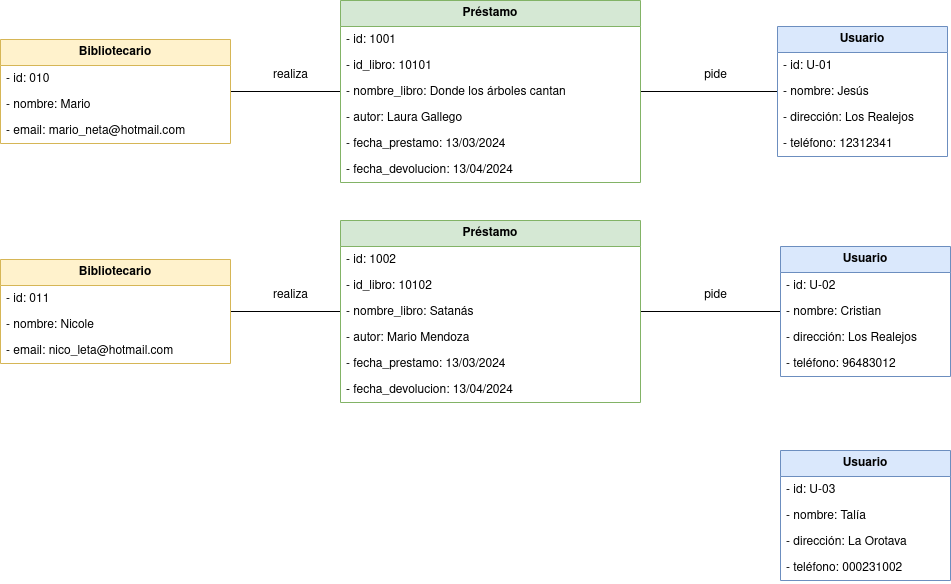 Bibliotecario
- id: 010
- nombre: Mario
- email: mario_neta@hotmail.com
realiza
Préstamo
- id: 1001
- id_libro: 10101
- nombre_libro: Donde los árboles cantan
- autor: Laura Gallego
- fecha_prestamo: 13/03/2024
- fecha_devolucion: 13/04/2024
pide
Usuario
- id: U-01
- nombre: Jesús
- dirección: Los Realejos
- teléfono: 12312341
Bibliotecario
- id: 011
- nombre: Nicole
- email: nico_leta@hotmail.com
realiza
Préstamo
- id: 1002
- id_libro: 10102
- nombre_libro: Satanás
- autor: Mario Mendoza
- fecha_prestamo: 13/03/2024
- fecha_devolucion: 13/04/2024
pide
Usuario
- id: U-02
- nombre: Cristian
- dirección: Los Realejos
- teléfono: 96483012
Usuario
- id: U-03
- nombre: Talía
- dirección: La Orotava
- teléfono: 000231002